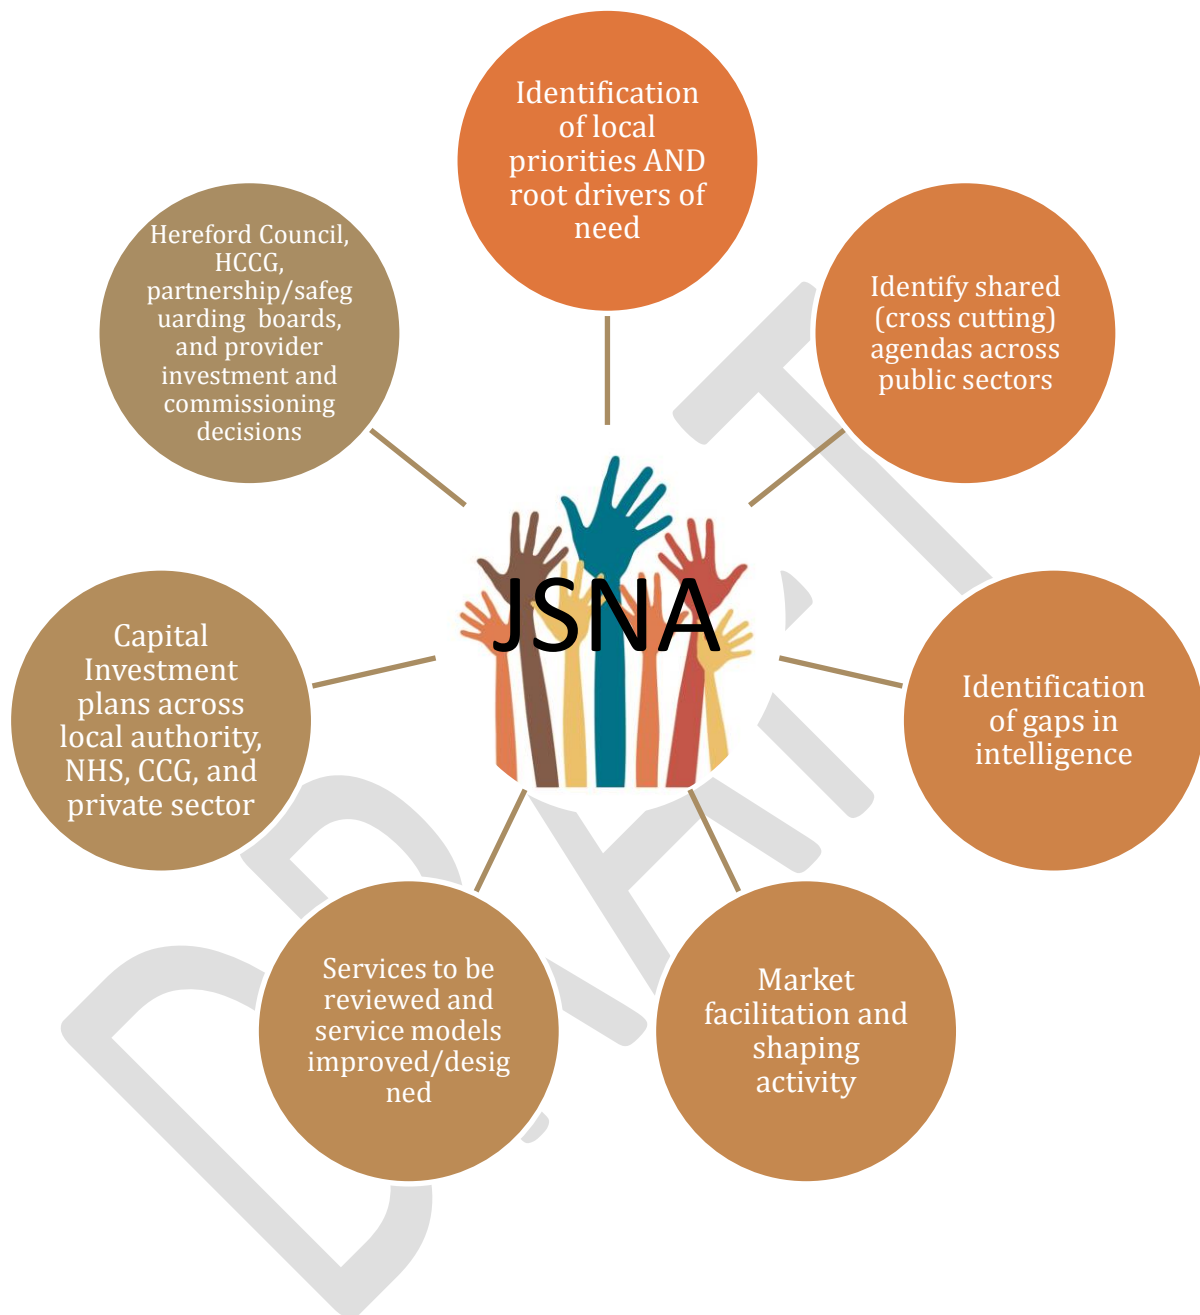 Identification
of local
priorities AND
root drivers of
need
Identify shared
(cross cutting)
agendas across
public sectors
Identification
of gaps in
intelligence
Market
facilitation and
shaping
activity
Services to be
reviewed and
service models
improved/desig
ned
Capital
Investment
plans across
local authority,
NHS, CCG, and
private sector
Hereford Council,
HCCG,
partnership/safeg
uarding boards,
and provider
investment and
commissioning
decisions
JSNA
DRAFT